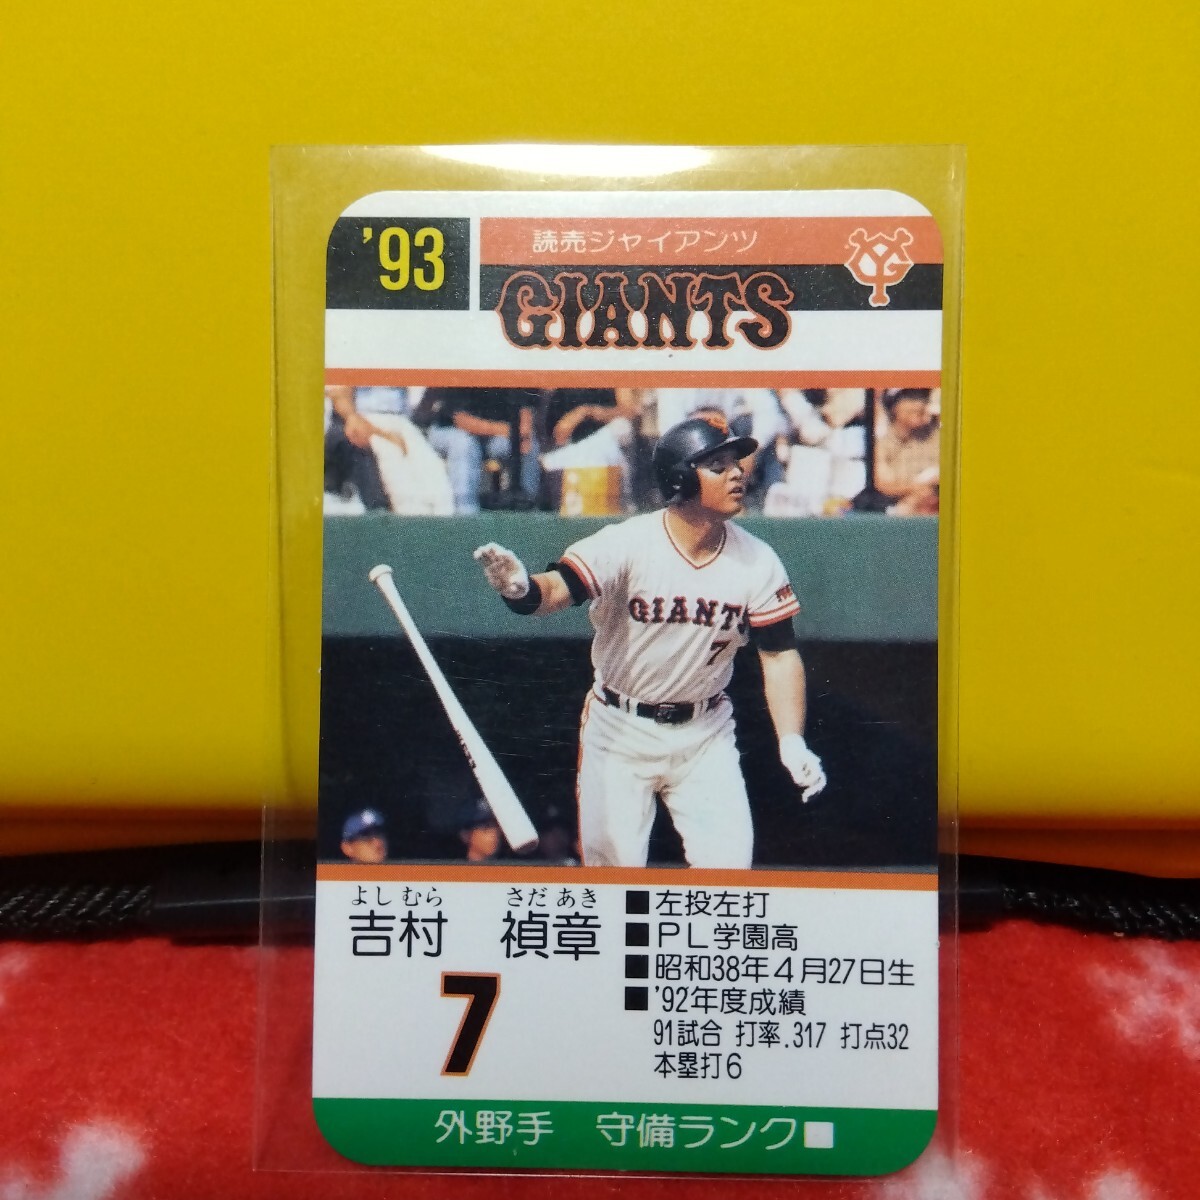 '93
読売ジャイアンツ
YG
GIANTS
GIANTS
7
よしむら さだあき
吉村 禎章
7
■左投左打
■PL学園高
■昭和38年4月27日生
■'92年度成績
91試合 打率.317 打点32
本塁打6
外野手 守備ランク■